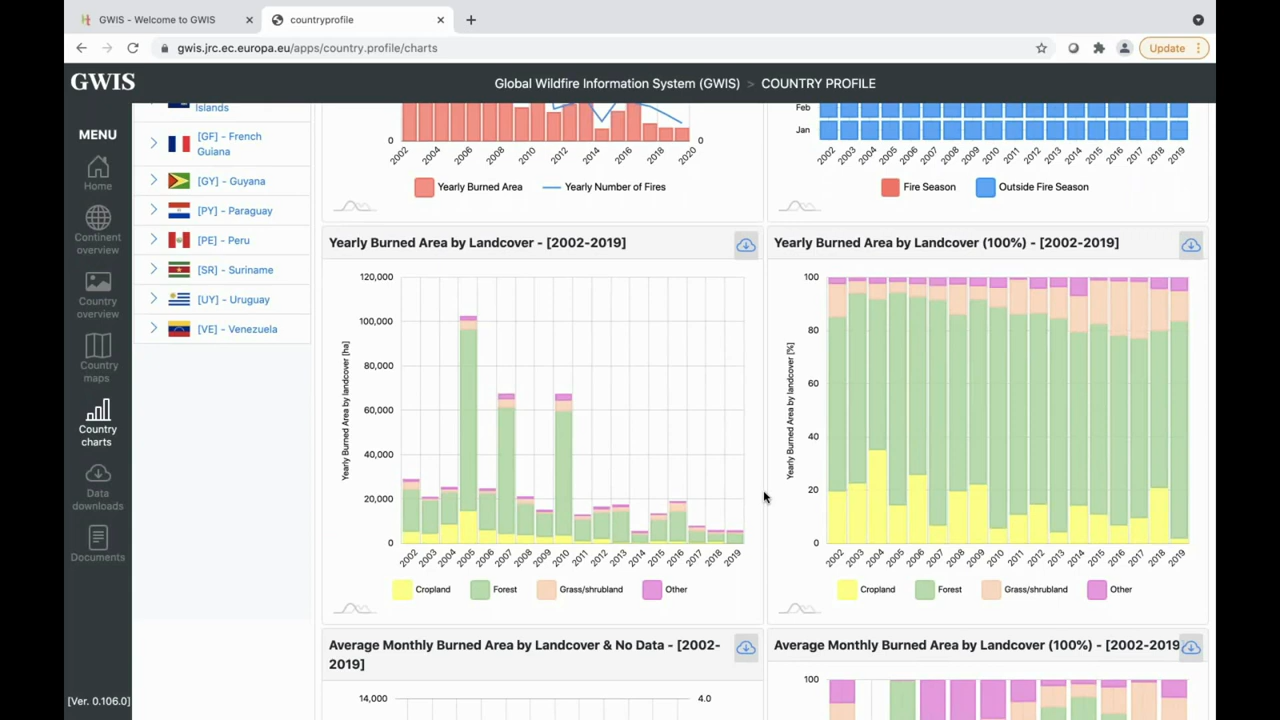 GWIS - Welcome to GWIS
countryprofile
gwis.jrc.ec.europa.eu/apps/country.profile/charts
Update
GWIS
Global Wildfire Information System (GWIS) > COUNTRY PROFILE
MENU
Home
Continent
overview
Country
overview
Country
maps
Country
charts
Data
downloads
Documents
[Ver. 0.106.0]
Islands
[GF] - French
Guiana
[GY] - Guyana
[PY] - Paraguay
[PE] - Peru
[SR] - Suriname
[UY] - Uruguay
[VE] - Venezuela
0 0
2002 2004 2006 2008 2010 2012 2014 2016 2018 2020
Yearly Burned Area Yearly Number of Fires
Feb
Jan
2002 2003 2004 2005 2006 2007 2008 2009 2010 2011 2012 2013 2014 2015 2016 2017 2018 2019
Fire Season Outside Fire Season
Yearly Burned Area by Landcover - [2002-2019]
Yearly Burned Area by landcover [ha]
120,000
100,000
80,000
60,000
40,000
20,000
0
2002 2003 2004 2005 2006 2007 2008 2009 2010 2011 2012 2013 2014 2015 2016 2017 2018 2019
Cropland Forest Grass/shrubland Other
Yearly Burned Area by Landcover (100%) - [2002-2019]
Yearly Burned Area by landcover [%]
100
80
60
40
20
0
2002 2003 2004 2005 2006 2007 2008 2009 2010 2011 2012 2013 2014 2015 2016 2017 2018 2019
Cropland Forest Grass/shrubland Other
Average Monthly Burned Area by Landcover & No Data - [2002-
2019]
14,000 4.0
Average Monthly Burned Area by Landcover (100%) - [2002-2019
100